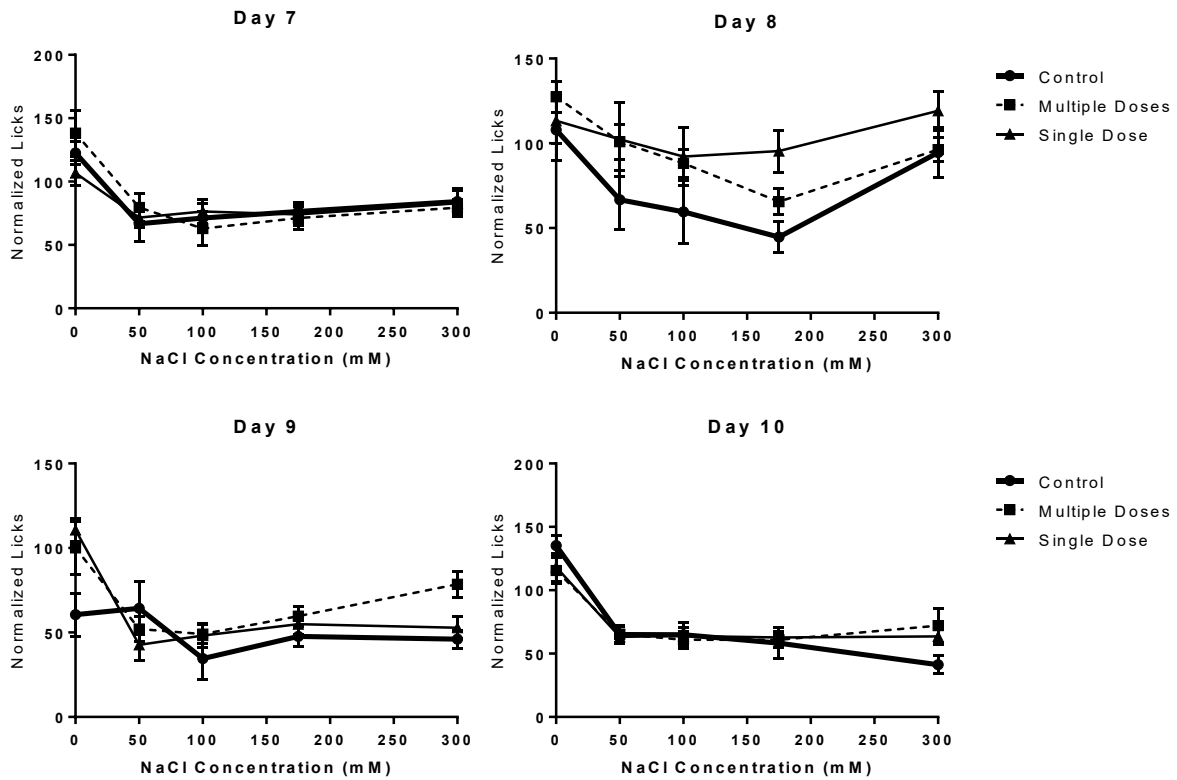 Day 7
200
150
100
50
0
Normalized Licks
0 50 100 150 200 250 300
NaCl Concentration (mM)
Day 8
150
100
50
0
Normalized Licks
0 50 100 150 200 250 300
NaCl Concentration (mM)
Control
Multiple Doses
Single Dose
Day 9
150
100
50
0
Normalized Licks
0 50 100 150 200 250 300
NaCl Concentration (mM)
Day 10
200
150
100
50
0
Normalized Licks
0 50 100 150 200 250 300
NaCl Concentration (mM)
Control
Multiple Doses
Single Dose